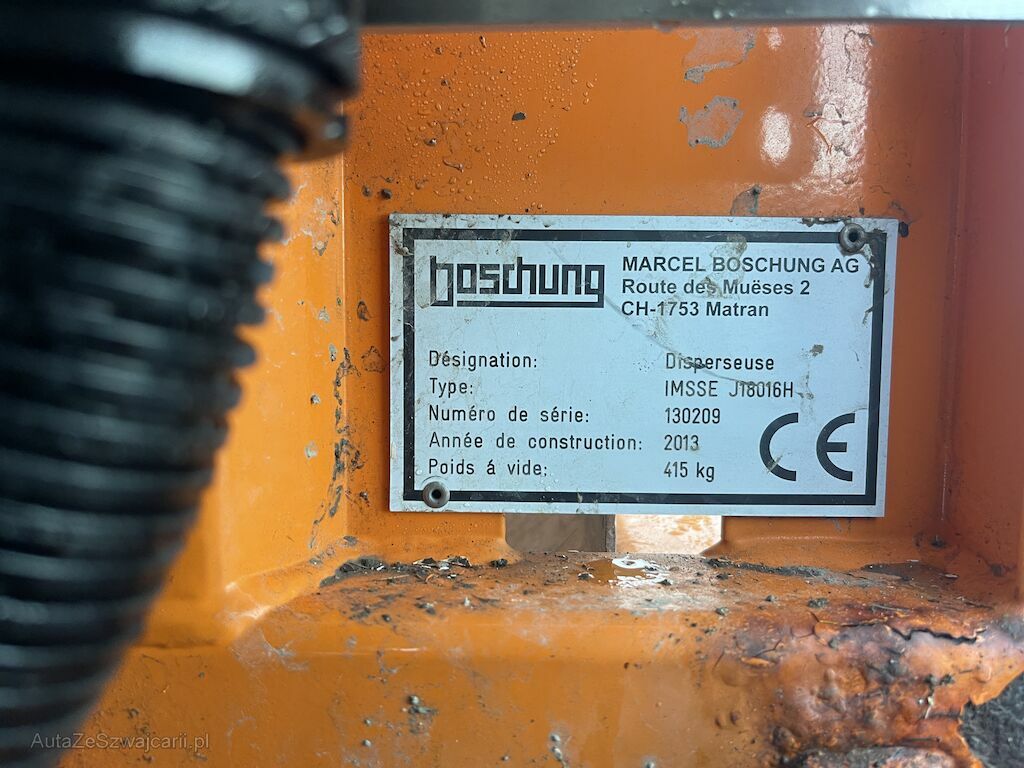 boschung
MARCEL BOSCHUNG AG
Route des Muëses 2
CH-1753 Matran
Désignation: Disperseuse
Type: IMSSE J18016H
Numéro de série: 130209
Année de construction: 2013
Poids á vide: 415 kg
CE
AutaZeSzwajcarii.pl